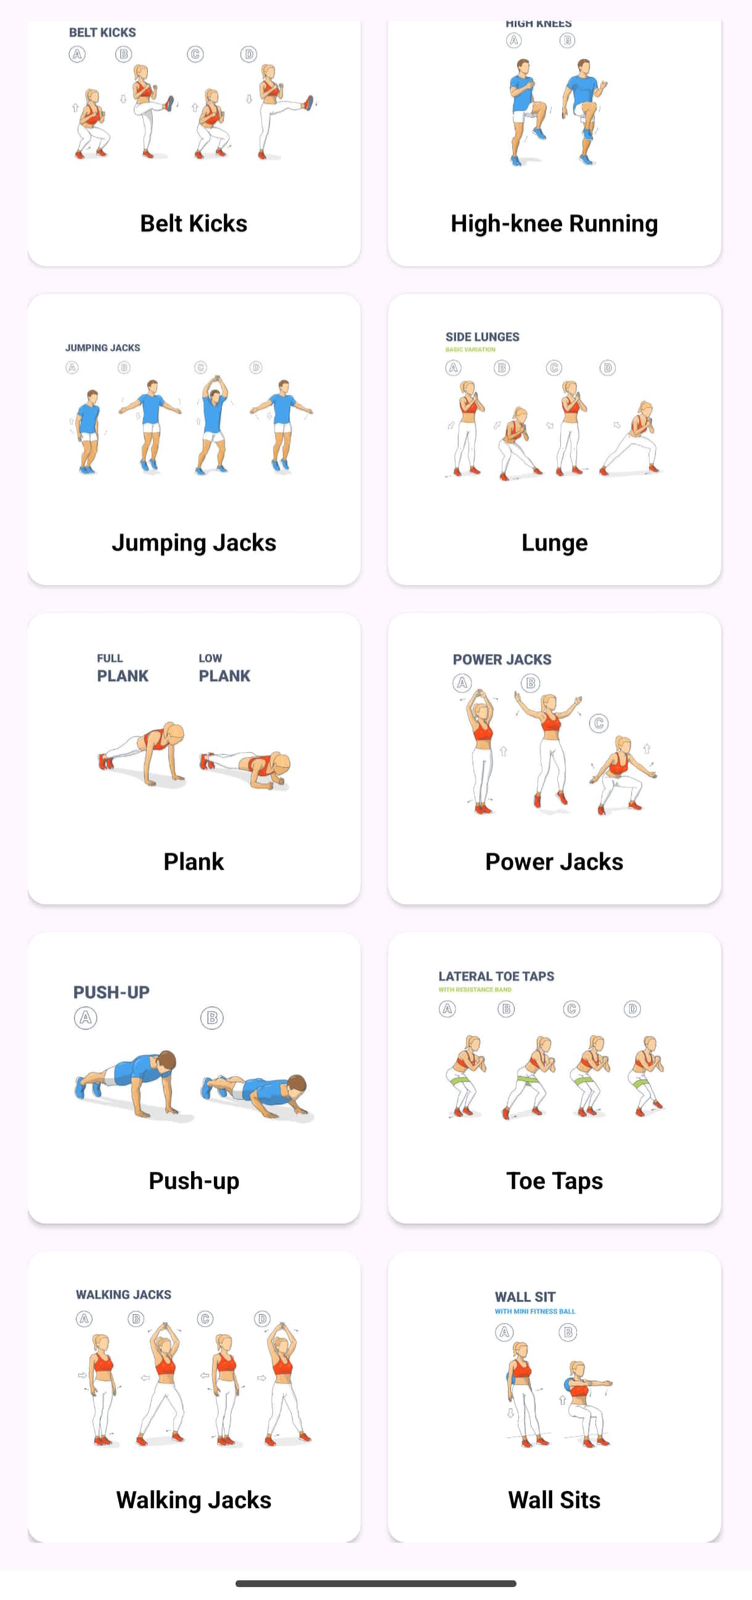 BELT KICKS
A B C D
Belt Kicks
HIGH KNEES
A B
High-knee Running
JUMPING JACKS
A B C D
Jumping Jacks
SIDE LUNGES
BASIC VARIATION
A B C D
Lunge
FULL
PLANK
LOW
PLANK
Plank
POWER JACKS
A B
C
Power Jacks
PUSH-UP
A B
Push-up
LATERAL TOE TAPS
WITH RESISTANCE BAND
A B C D
Toe Taps
WALKING JACKS
A B C D
Walking Jacks
WALL SIT
WITH MINI FITNESS BALL
A B
Wall Sits